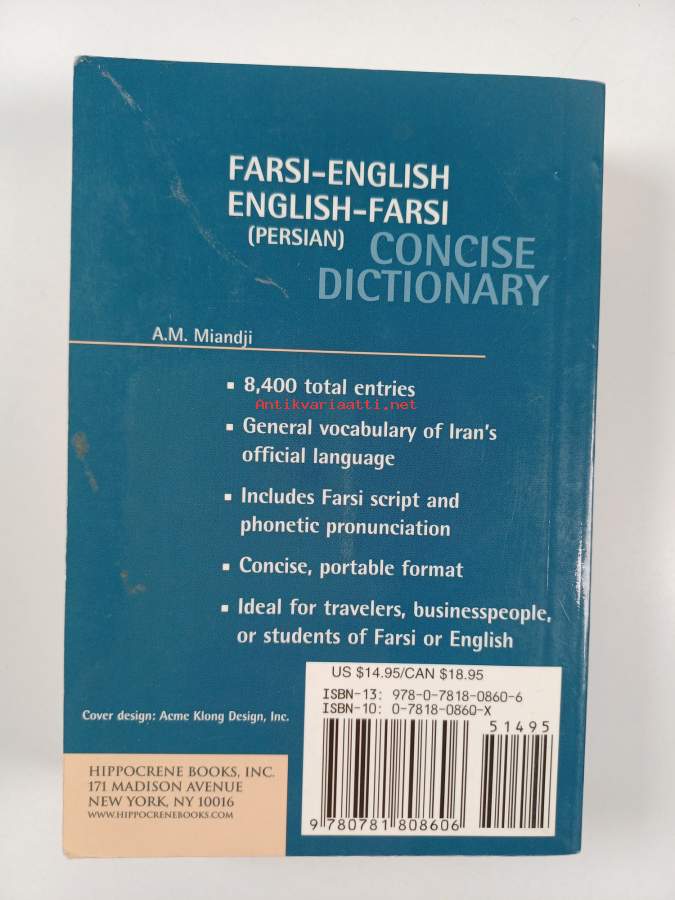 FARSI-ENGLISH
ENGLISH-FARSI
(PERSIAN) CONCISE
DICTIONARY
A.M. Miandji
▪ 8,400 total entries
Antikvariaatti.net
▪ General vocabulary of Iran's
official language
▪ Includes Farsi script and
phonetic pronunciation
▪ Concise, portable format
▪ Ideal for travelers, businesspeople,
or students of Farsi or English
US $14.95/CAN $18.95
ISBN-13: 978-0-7818-0860-6
ISBN-10: 0-7818-0860-X
51495
9 780781 808606
Cover design: Acme Klong Design, Inc.
HIPPOCRENE BOOKS, INC.
171 MADISON AVENUE
NEW YORK, NY 10016
WWW.HIPPOCRENEBOOKS.COM